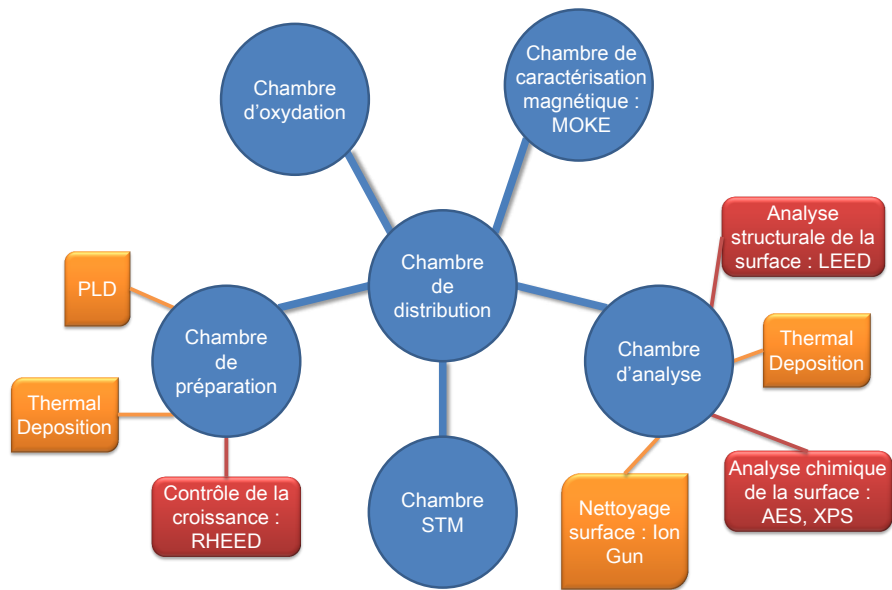 Chambre
d'oxydation
Chambre de
caractérisation
magnétique :
MOKE
Analyse
structurale de la
surface : LEED
Chambre
de
distribution
PLD
Chambre
de
préparation
Chambre
d'analyse
Thermal
Deposition
Thermal
Deposition
Contrôle de la
croissance :
RHEED
Chambre
STM
Nettoyage
surface : Ion
Gun
Analyse chimique
de la surface :
AES, XPS